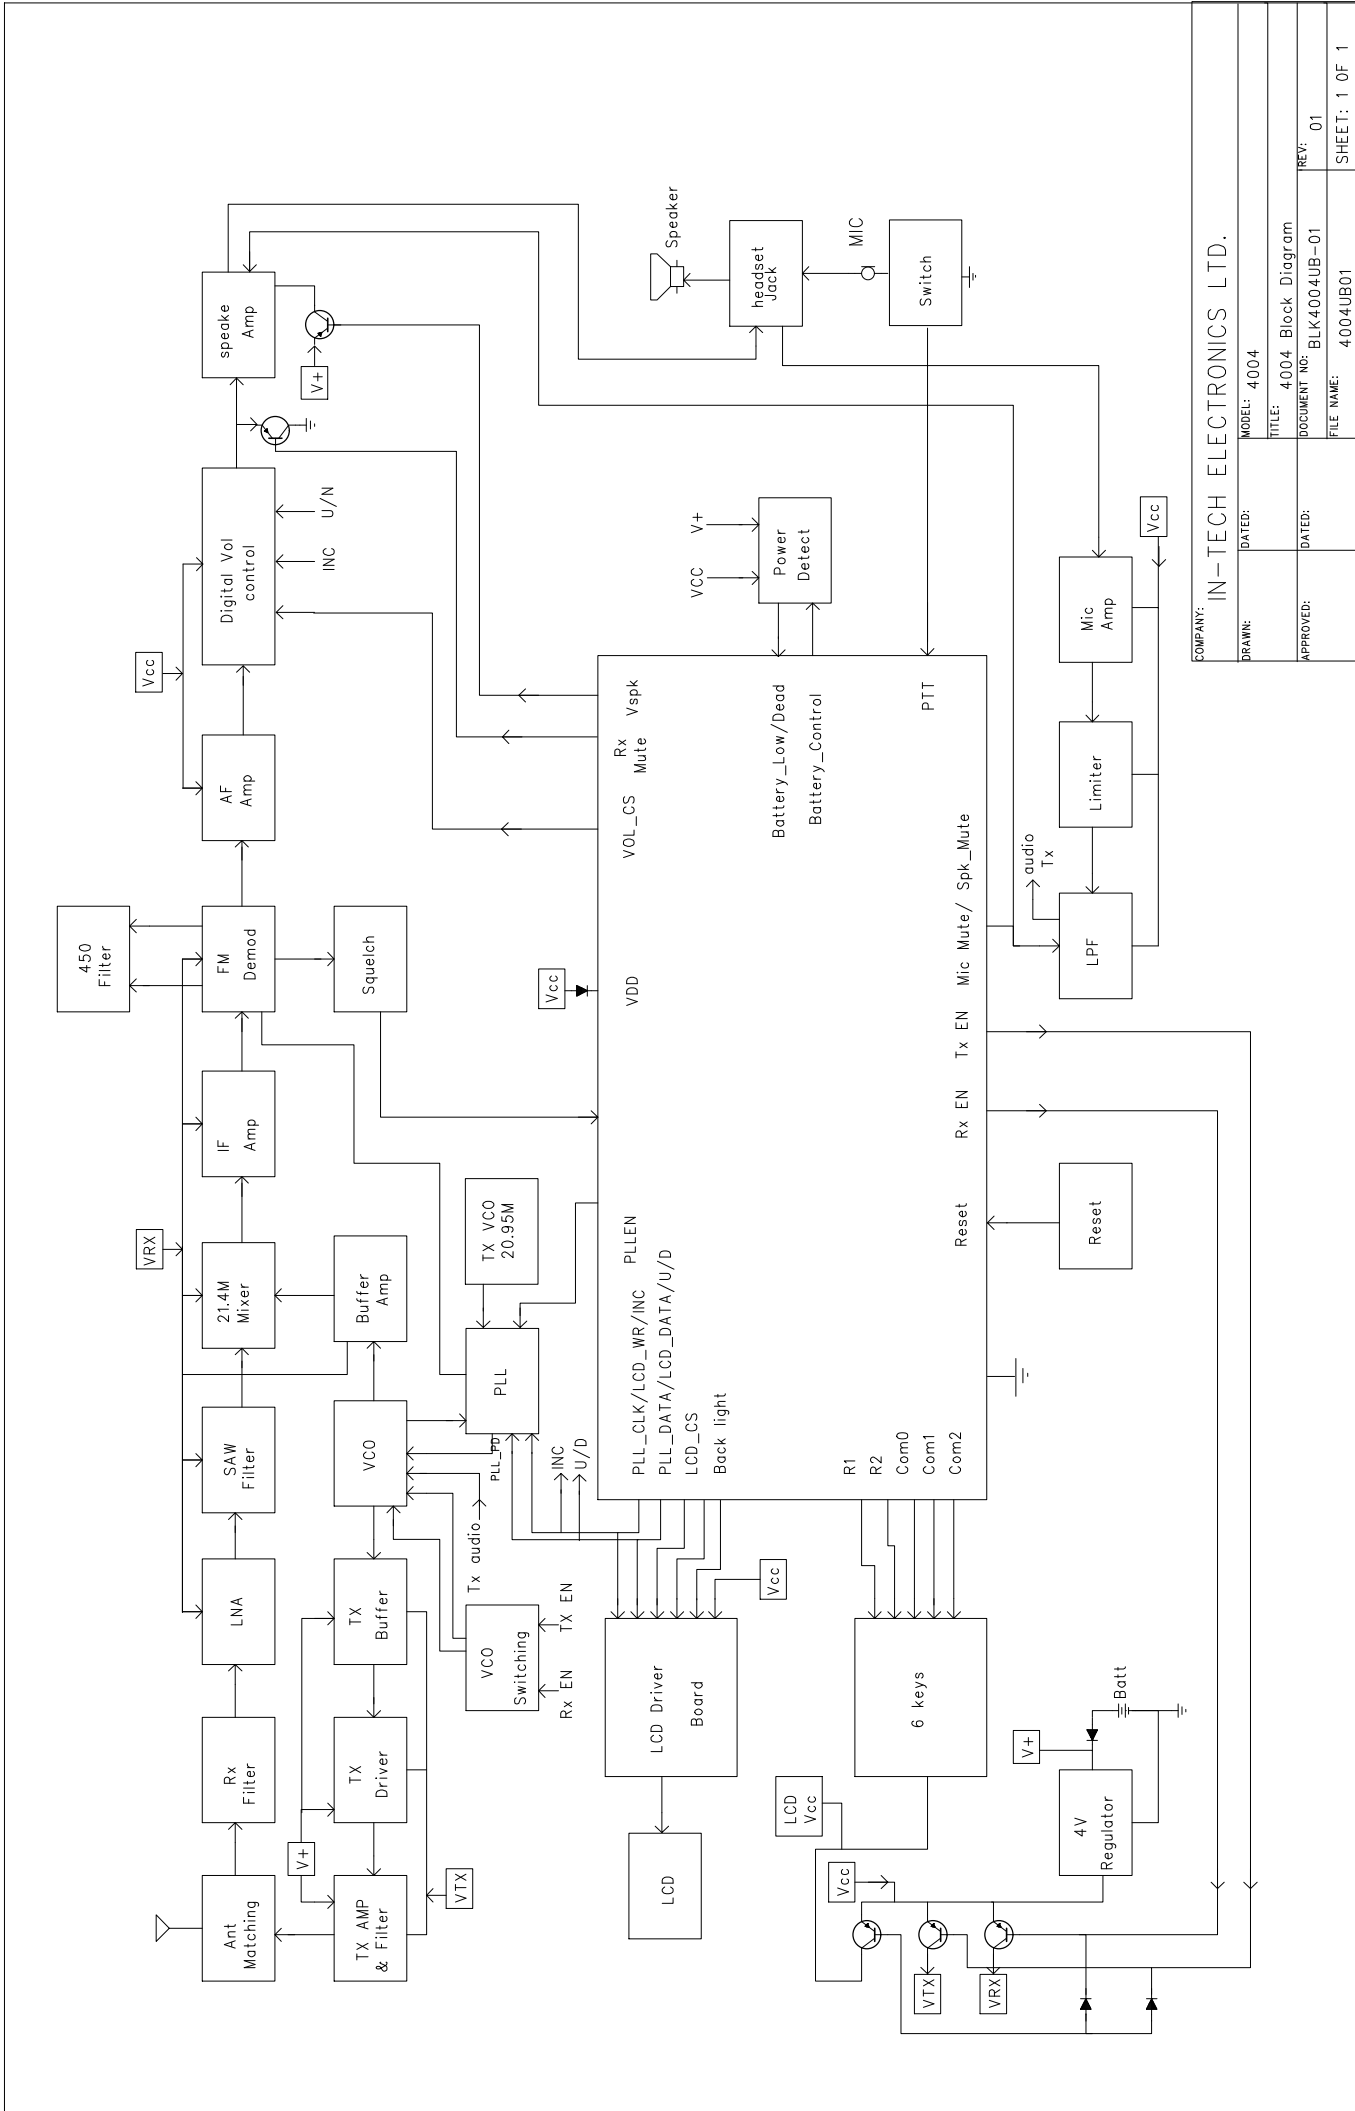 450
Filter
Vcc
VRX
Ant
Matching
Rx
Filter
LNA
SAW
Filter
21.4M
Mixer
IF
Amp
FM
Demod
AF
Amp
Digital Vol
control
speake
Amp
V+
INC
U/N
V+
TX AMP
& Filter
TX
Driver
TX
Buffer
VCO
Buffer
Amp
Squelch
VTX
VCO
Switching
Rx EN
TX EN
Tx audio
PLL_PD
PLL
TX VCO
20.95M
INC
U/D
Vcc
LCD
LCD Driver
Board
Vcc
PLL_CLK/LCD_WR/INC
PLL_DATA/LCD_DATA/U/D
LCD_CS
Back light
PLLEN
VDD
VOL_CS
Rx
Mute
Vspk
Battery_Low/Dead
Battery_Control
PTT
VCC
V+
Power
Detect
Speaker
headset
Jack
MIC
Switch
R1
R2
Com0
Com1
Com2
Reset
Rx EN
Tx EN
Mic Mute/ Spk_Mute
LCD
Vcc
6 keys
Vcc
VTX
VRX
V+
4V
Regulator
Batt
Reset
audio
Tx
LPF
Limiter
Mic
Amp
Vcc
COMPANY:
IN-TECH ELECTRONICS LTD.
DRAWN:
DATED:
MODEL: 4004
TITLE:
4004 Block Diagram
APPROVED:
DATED:
DOCUMENT NO:
BLK4004UB-01
REV: 01
FILE NAME:
4004UB01
SHEET: 1 OF 1